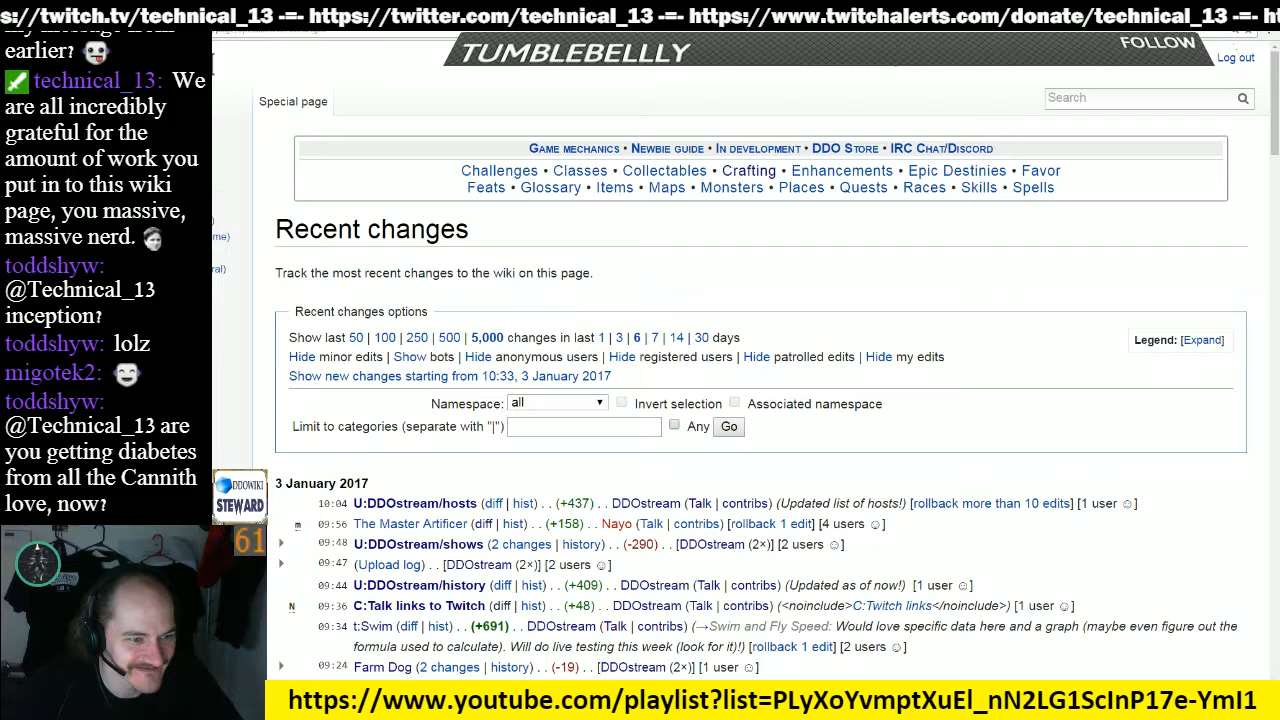 s://twitch.tv/technical_13 -=- https://twitter.com/technical_13 -=- https://www.twitchalerts.com/donate/technical_13 -=- ht
earlier?
technical_13: We
are all incredibly
grateful for the
amount of work you
put in to this wiki
page, you massive,
massive nerd.
toddshyw:
@Technical_13
inception?
toddshyw: lolz
migotek2:
toddshyw:
@Technical_13 are
you getting diabetes
from all the Cannith
love, now?
DDOWIKI
STEWARD
61
TUMBLEBELLLY
FOLLOW
Log out
Special page
Search
Game mechanics • Newbie guide • In development • DDO Store • IRC Chat/Discord
Challenges • Classes • Collectables • Crafting • Enhancements • Epic Destinies • Favor
Feats • Glossary • Items • Maps • Monsters • Places • Quests • Races • Skills • Spells
Recent changes
Track the most recent changes to the wiki on this page.
Recent changes options
Show last 50 | 100 | 250 | 500 | 5,000 changes in last 1 | 3 | 6 | 7 | 14 | 30 days
Legend: [Expand]
Hide minor edits | Show bots | Hide anonymous users | Hide registered users | Hide patrolled edits | Hide my edits
Show new changes starting from 10:33, 3 January 2017
Namespace: all Invert selection Associated namespace
Limit to categories (separate with "|") Any Go
3 January 2017
10:04 U:DDOstream/hosts (diff | hist) . . (+437) . . DDOstream (Talk | contribs) (Updated list of hosts!) [rollback more than 10 edits] [1 user ☺]
m 09:56 The Master Artificer (diff | hist) . . (+158) . . Nayo (Talk | contribs) [rollback 1 edit] [4 users ☺]
09:48 U:DDOstream/shows (2 changes | history) . . (-290) . . [DDOstream (2×)] [2 users ☺]
09:47 (Upload log) . . [DDOstream (2×)] [2 users ☺]
09:44 U:DDOstream/history (diff | hist) . . (+409) . . DDOstream (Talk | contribs) (Updated as of now!) [1 user ☺]
N 09:36 C:Talk links to Twitch (diff | hist) . . (+48) . . DDOstream (Talk | contribs) (<noinclude>C:Twitch links</noinclude>) [1 user ☺]
09:34 t:Swim (diff | hist) . . (+691) . . DDOstream (Talk | contribs) (→Swim and Fly Speed: Would love specific data here and a graph (maybe even figure out the
formula used to calculate). Will do live testing this week (look for it)!) [rollback 1 edit] [2 users ☺]
09:24 Farm Dog (2 changes | history) . . (-19) . . [DDOstream (2×)] [1 user ☺]
https://www.youtube.com/playlist?list=PLyXoYvmptXuEl_nN2LG1ScInP17e-YmI1